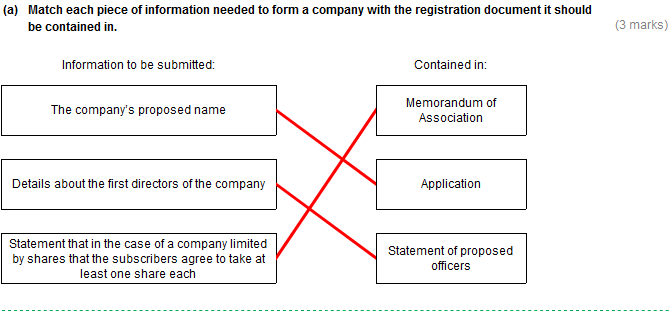 (a) Match each piece of information needed to form a company with the registration document it should
be contained in.
(3 marks)
Information to be submitted:
Contained in:
The company's proposed name
Memorandum of
Association
Details about the first directors of the company
Application
Statement that in the case of a company limited
by shares that the subscribers agree to take at
least one share each
Statement of proposed
officers